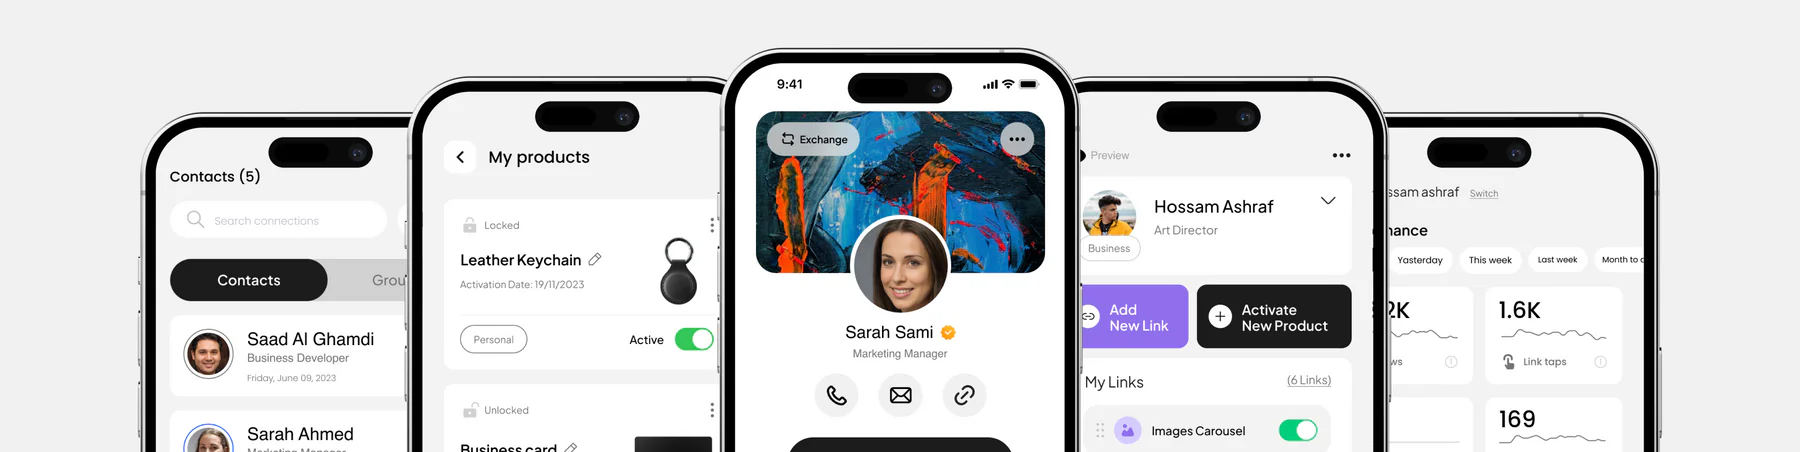 Contacts (5)
Search connections
Contacts
Grou
Saad Al Ghamdi
Business Developer
Friday, June 09, 2023
Sarah Ahmed
My products
Locked
Leather Keychain
Activation Date: 19/11/2023
Personal
Active
Unlocked
Business card
9:41
Exchange
Sarah Sami
Marketing Manager
Preview
Hossam Ashraf
Art Director
Business
Add
New Link
Activate
New Product
My Links
(6 Links)
Images Carousel
ssam ashraf
Switch
nance
Yasterday
This week
Last week
Month to
2K
ws
1.6K
Link taps
169